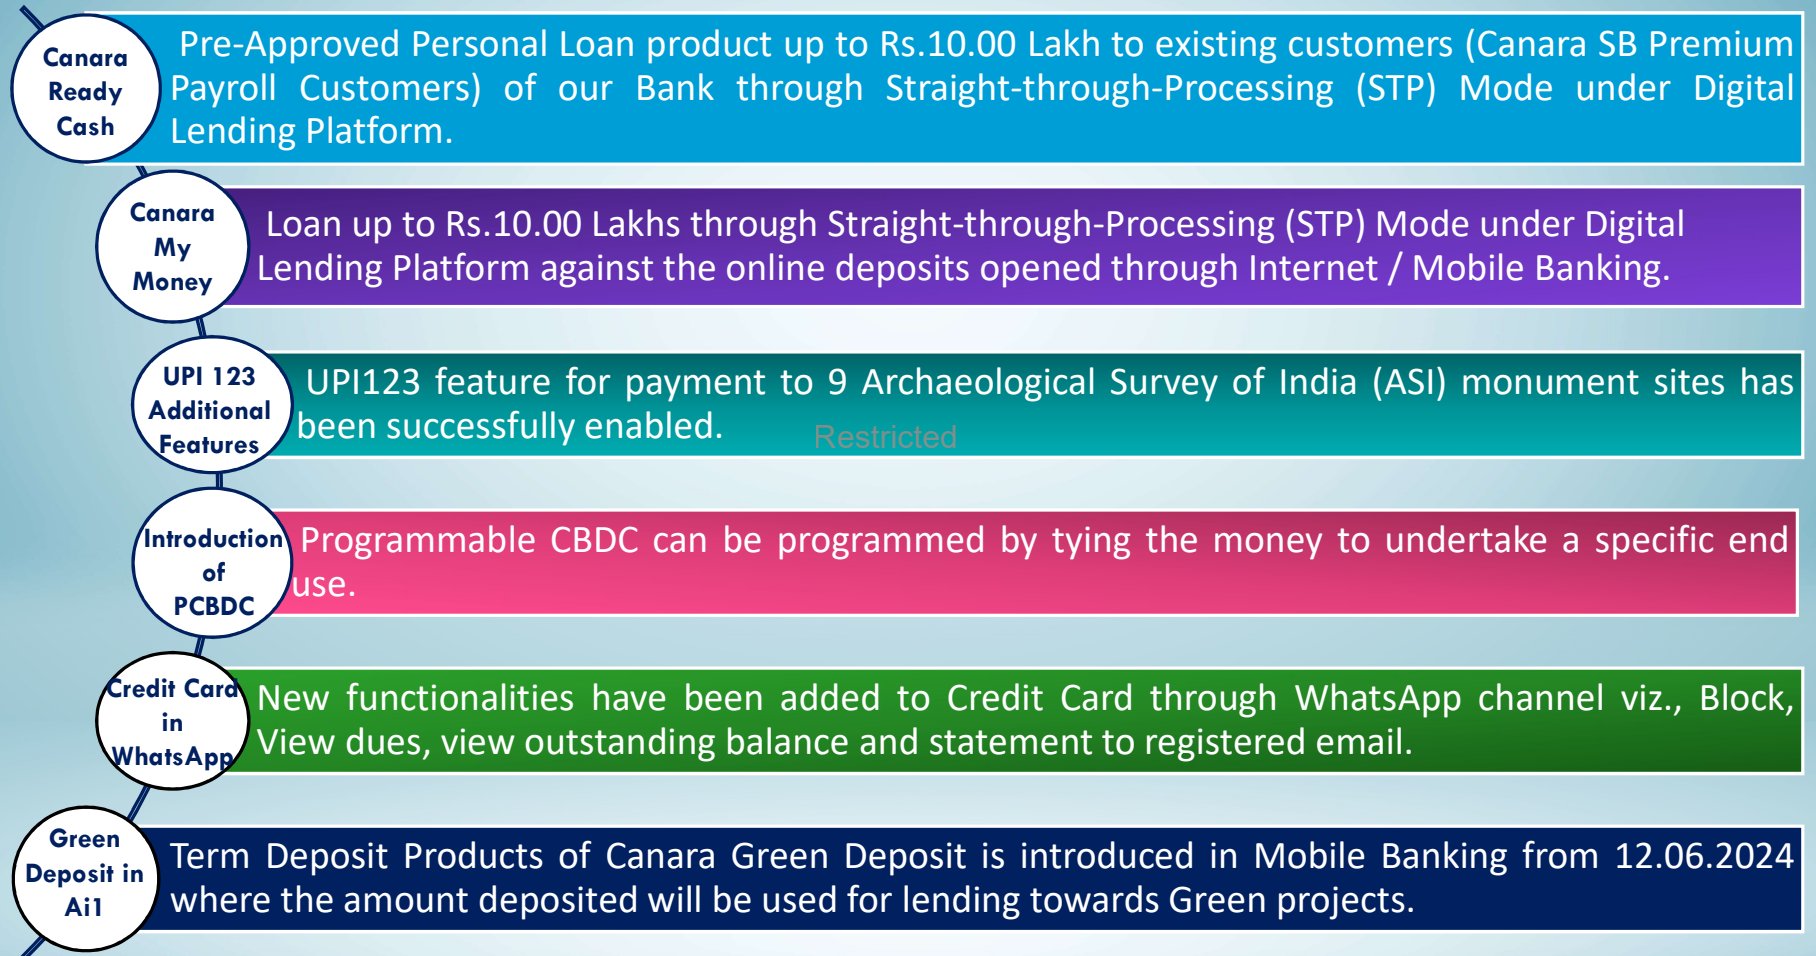 Canara
Ready
Cash
Pre-Approved Personal Loan product up to Rs.10.00 Lakh to existing customers (Canara SB Premium
Payroll Customers) of our Bank through Straight-through-Processing (STP) Mode under Digital
Lending Platform.
Canara
My
Money
Loan up to Rs.10.00 Lakhs through Straight-through-Processing (STP) Mode under Digital
Lending Platform against the online deposits opened through Internet / Mobile Banking.
UPI 123
Additional
Features
UPI123 feature for payment to 9 Archaeological Survey of India (ASI) monument sites has
been successfully enabled.
Restricted
Introduction
of
PCBDC
Programmable CBDC can be programmed by tying the money to undertake a specific end
use.
Credit Card
in
WhatsApp
New functionalities have been added to Credit Card through WhatsApp channel viz., Block,
View dues, view outstanding balance and statement to registered email.
Green
Deposit in
Ai1
Term Deposit Products of Canara Green Deposit is introduced in Mobile Banking from 12.06.2024
where the amount deposited will be used for lending towards Green projects.